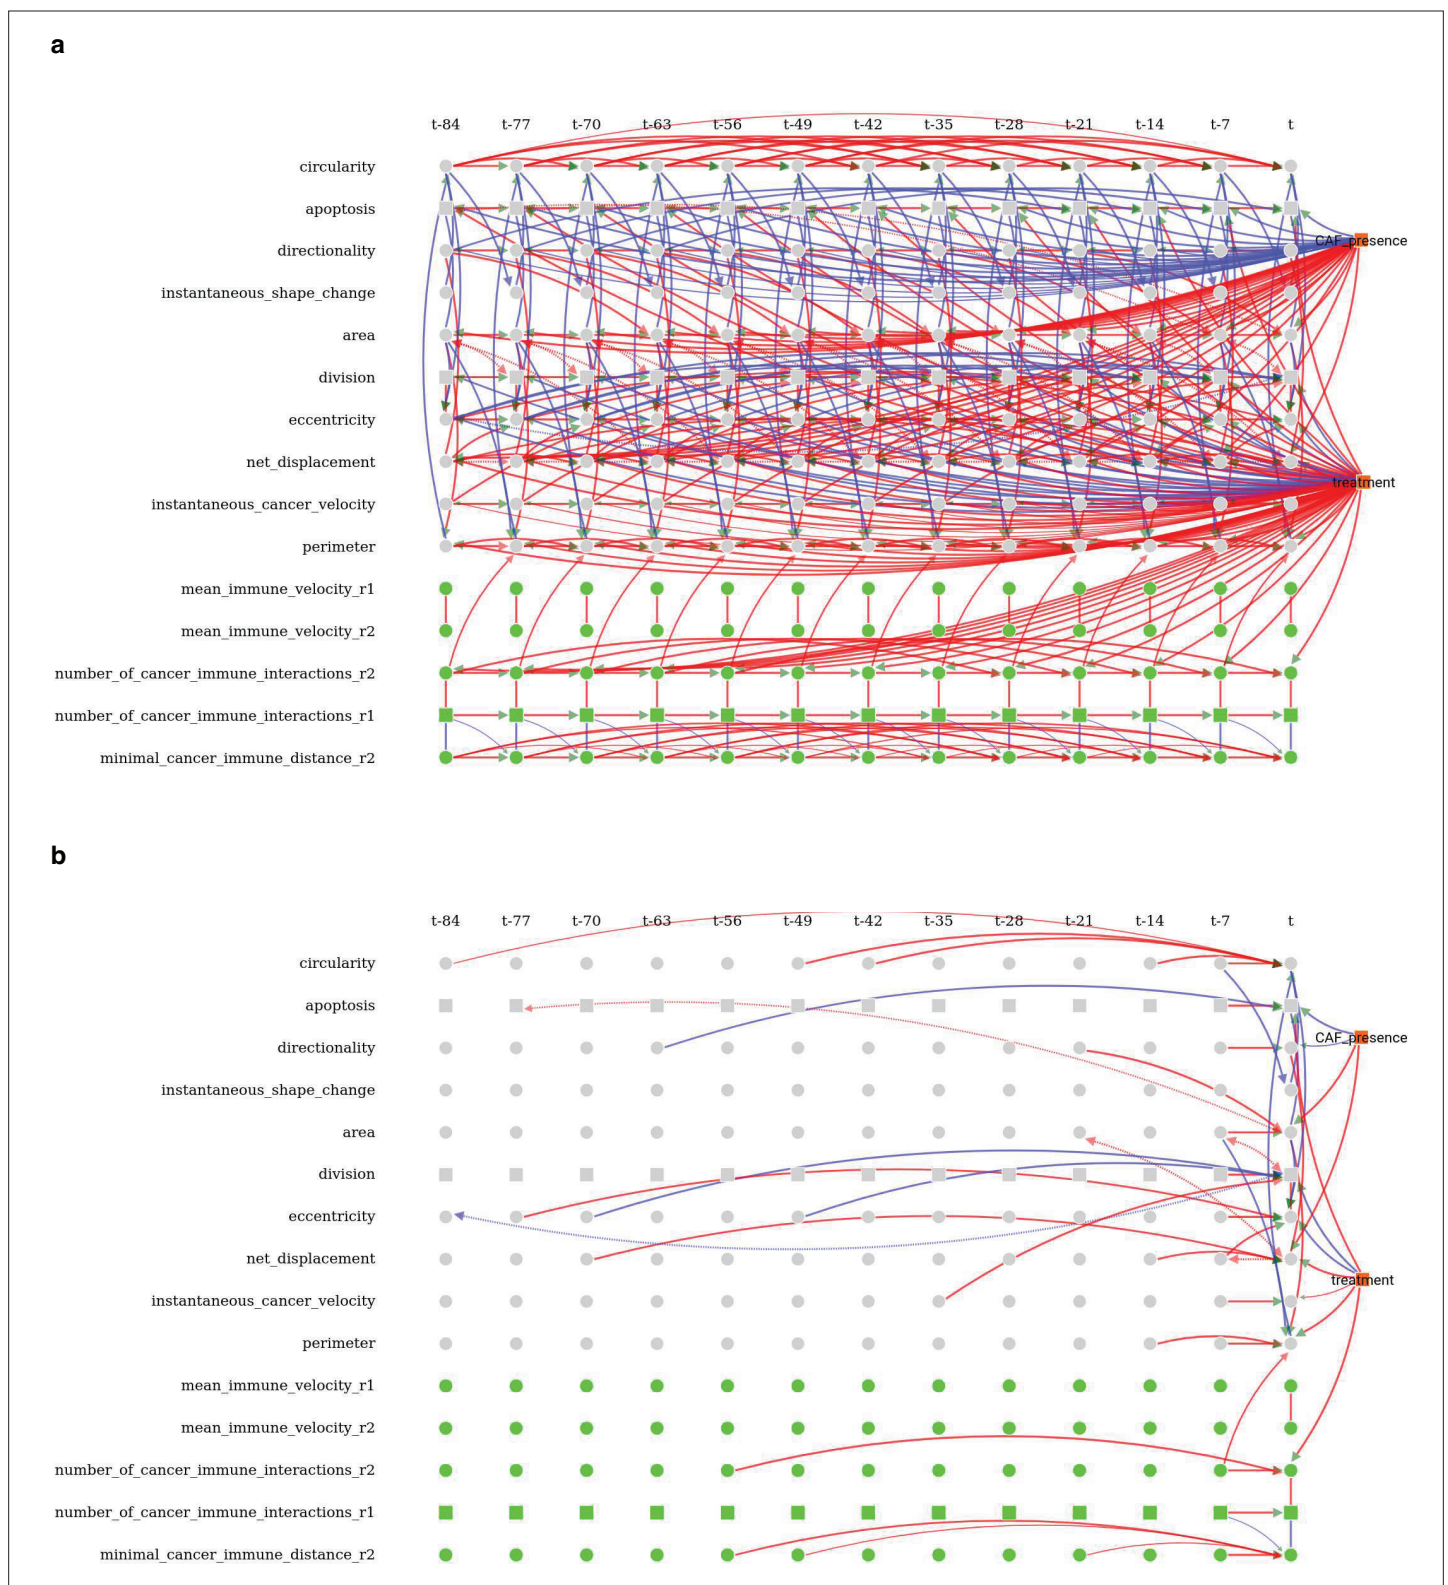 a
t-84 t-77 t-70 t-63 t-56 t-49 t-42 t-35 t-28 t-21 t-14 t-7 t
circularity
apoptosis
CAF_presence
directionality
instantaneous_shape_change
area
division
eccentricity
net_displacement
treatment
instantaneous_cancer_velocity
perimeter
mean_immune_velocity_r1
mean_immune_velocity_r2
number_of_cancer_immune_interactions_r2
number_of_cancer_immune_interactions_r1
minimal_cancer_immune_distance_r2
b
t-84 t-77 t-70 t-63 t-56 t-49 t-42 t-35 t-28 t-21 t-14 t-7 t
circularity
apoptosis
CAF_presence
directionality
instantaneous_shape_change
area
division
eccentricity
net_displacement
treatment
instantaneous_cancer_velocity
perimeter
mean_immune_velocity_r1
mean_immune_velocity_r2
number_of_cancer_immune_interactions_r2
number_of_cancer_immune_interactions_r1
minimal_cancer_immune_distance_r2